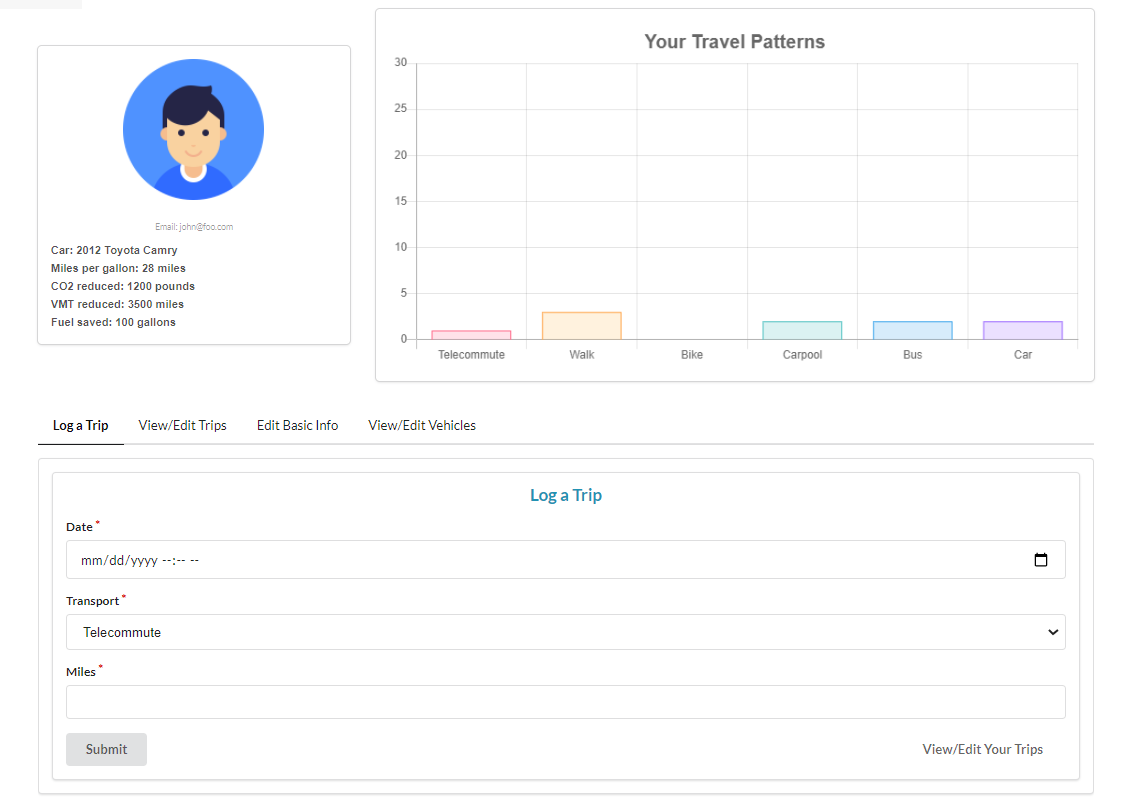 Your Travel Patterns
30
25
20
15
10
5
0
Telecommute Walk Bike Carpool Bus Car
Email: john@foo.com
Car: 2012 Toyota Camry
Miles per gallon: 28 miles
CO2 reduced: 1200 pounds
VMT reduced: 3500 miles
Fuel saved: 100 gallons
Log a Trip View/Edit Trips Edit Basic Info View/Edit Vehicles
Log a Trip
Date *
mm/dd/yyyy --:-- --
Transport *
Telecommute
Miles *
Submit View/Edit Your Trips